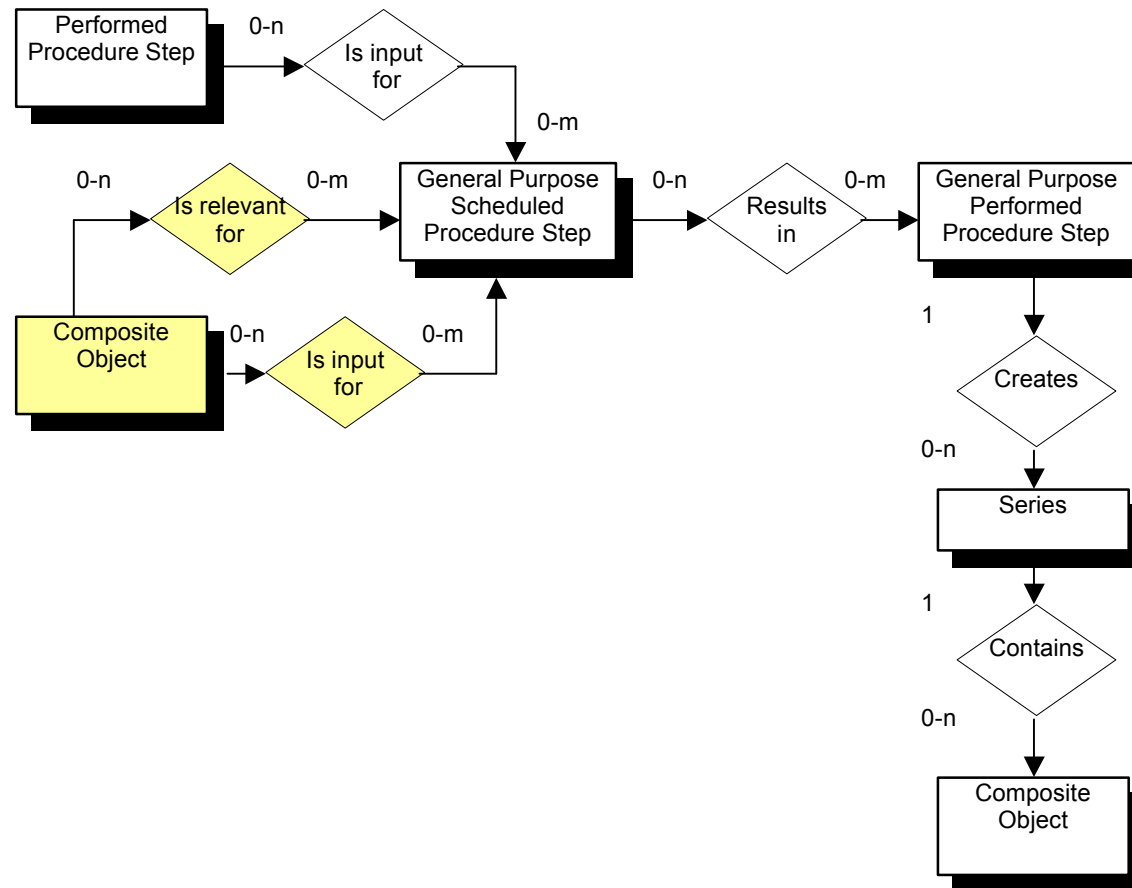 Performed
Procedure Step
0-n
Is input
for
0-m
0-n
Is relevant
for
0-m
General Purpose
Scheduled
Procedure Step
0-n
Results
in
0-m
General Purpose
Performed
Procedure Step
Composite
Object
0-n
Is input
for
0-m
1
Creates
0-n
Series
1
Contains
0-n
Composite
Object